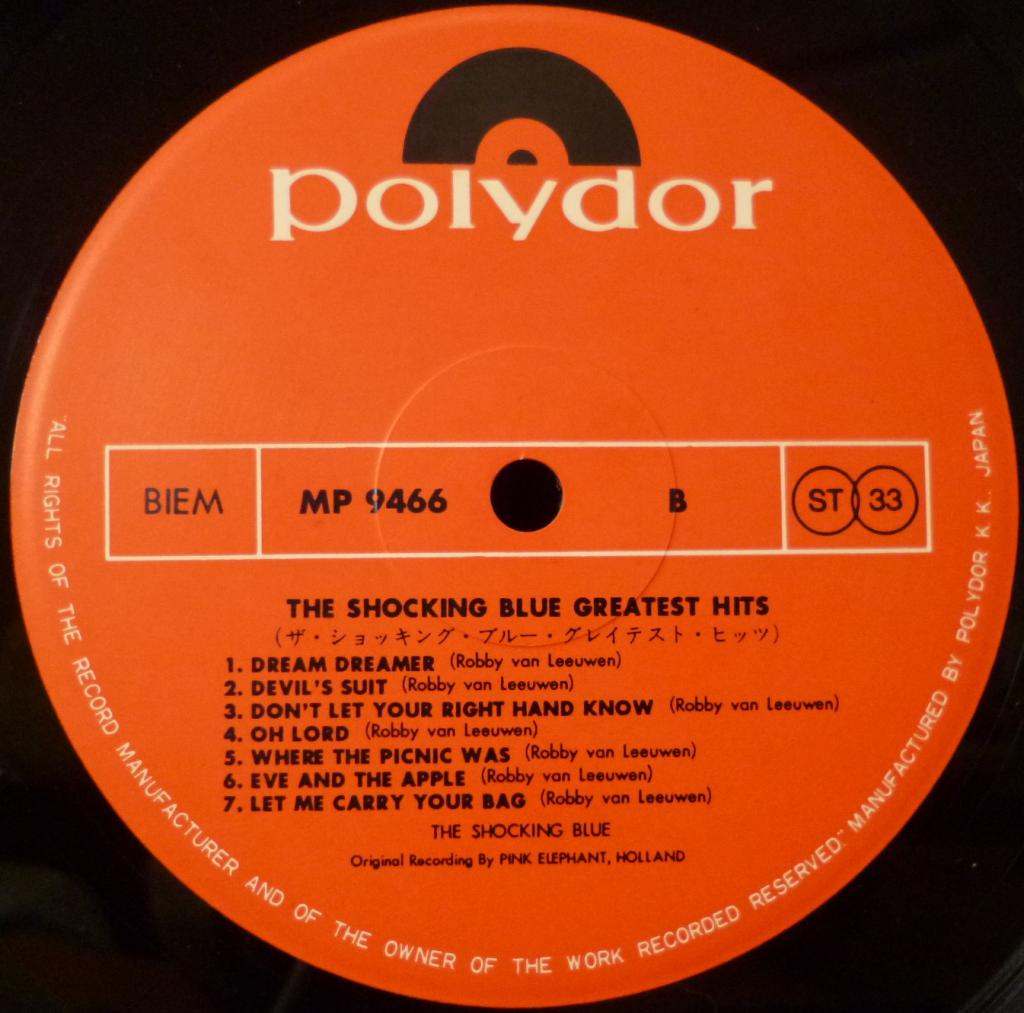 polydor
BIEM MP 9466 B ST 33
THE SHOCKING BLUE GREATEST HITS
(ザ・ショッキング・ブルー・グレイテスト・ヒッツ)
1. DREAM DREAMER (Robby van Leeuwen)
2. DEVIL'S SUIT (Robby van Leeuwen)
3. DON'T LET YOUR RIGHT HAND KNOW (Robby van Leeuwen)
4. OH LORD (Robby van Leeuwen)
5. WHERE THE PICNIC WAS (Robby van Leeuwen)
6. EVE AND THE APPLE (Robby van Leeuwen)
7. LET ME CARRY YOUR BAG (Robby van Leeuwen)
THE SHOCKING BLUE
Original Recording By PINK ELEPHANT, HOLLAND
"ALL RIGHTS OF THE RECORD MANUFACTURER AND OF THE OWNER OF THE WORK RECORDED RESERVED." MANUFACTURED BY POLYDOR K. K. JAPAN